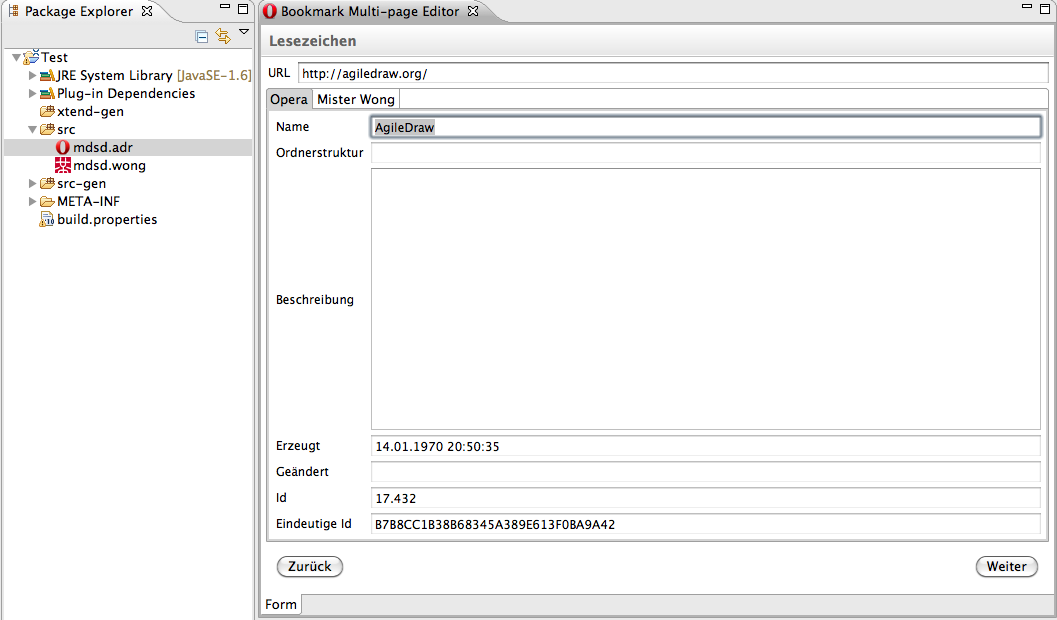 Package Explorer
Test
JRE System Library [JavaSE-1.6]
Plug-in Dependencies
xtend-gen
src
mdsd.adr
mdsd.wong
src-gen
META-INF
build.properties
Bookmark Multi-page Editor
Lesezeichen
URL http://agiledraw.org/
Opera Mister Wong
Name AgileDraw
Ordnerstruktur
Beschreibung
Erzeugt 14.01.1970 20:50:35
Geändert
Id 17.432
Eindeutige Id B7B8CC1B38B68345A389E613F0BA9A42
Zurück Weiter
Form